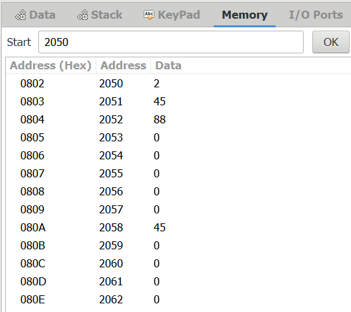 Data Stack KeyPad Memory I/O Ports
Start 2050 OK
Address (Hex) Address Data
0802 2050 2
0803 2051 45
0804 2052 88
0805 2053 0
0806 2054 0
0807 2055 0
0808 2056 0
0809 2057 0
080A 2058 45
080B 2059 0
080C 2060 0
080D 2061 0
080E 2062 0